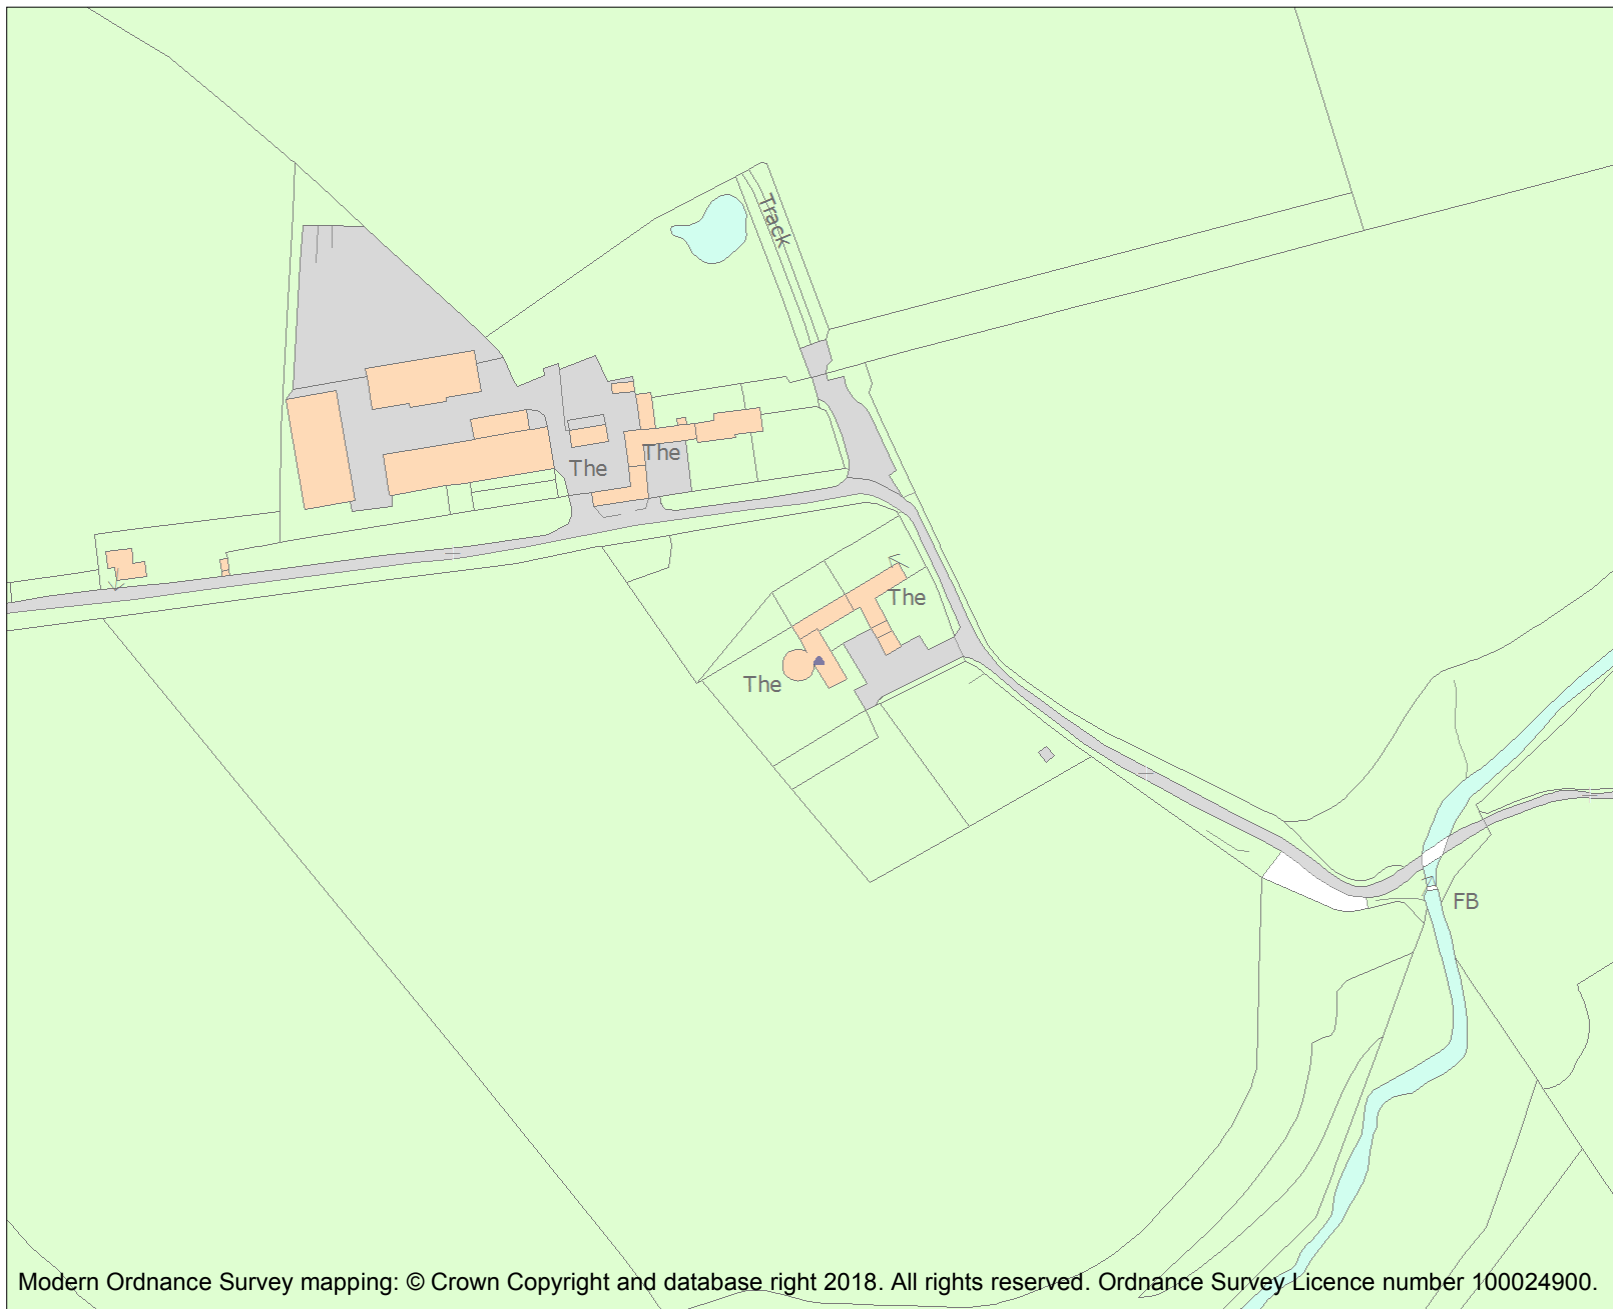 Track
The
The
The
The
FB
Modern Ordnance Survey mapping: © Crown Copyright and database right 2018. All rights reserved. Ordnance Survey Licence number 100024900.